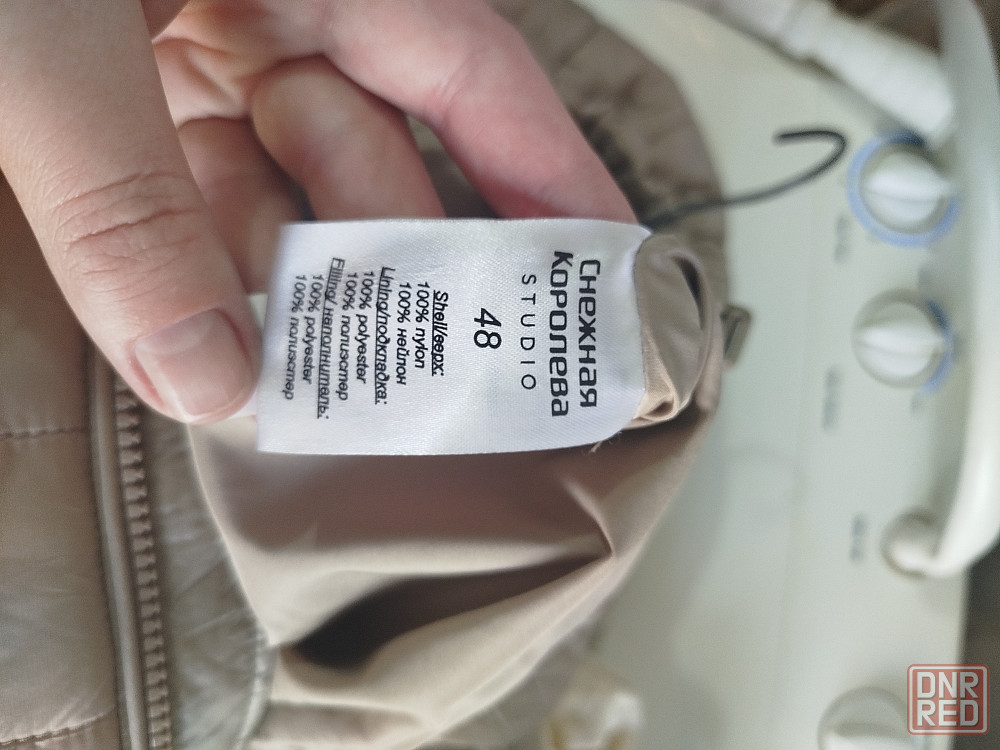 Снежная
Королева
STUDIO
48
Shell/верх:
100% nylon
100% нейлон
Lining/подкладка:
100% polyester
100% полиэстер
Filling/ наполнитель:
100% polyester
100% полиэстер
DNR
RED